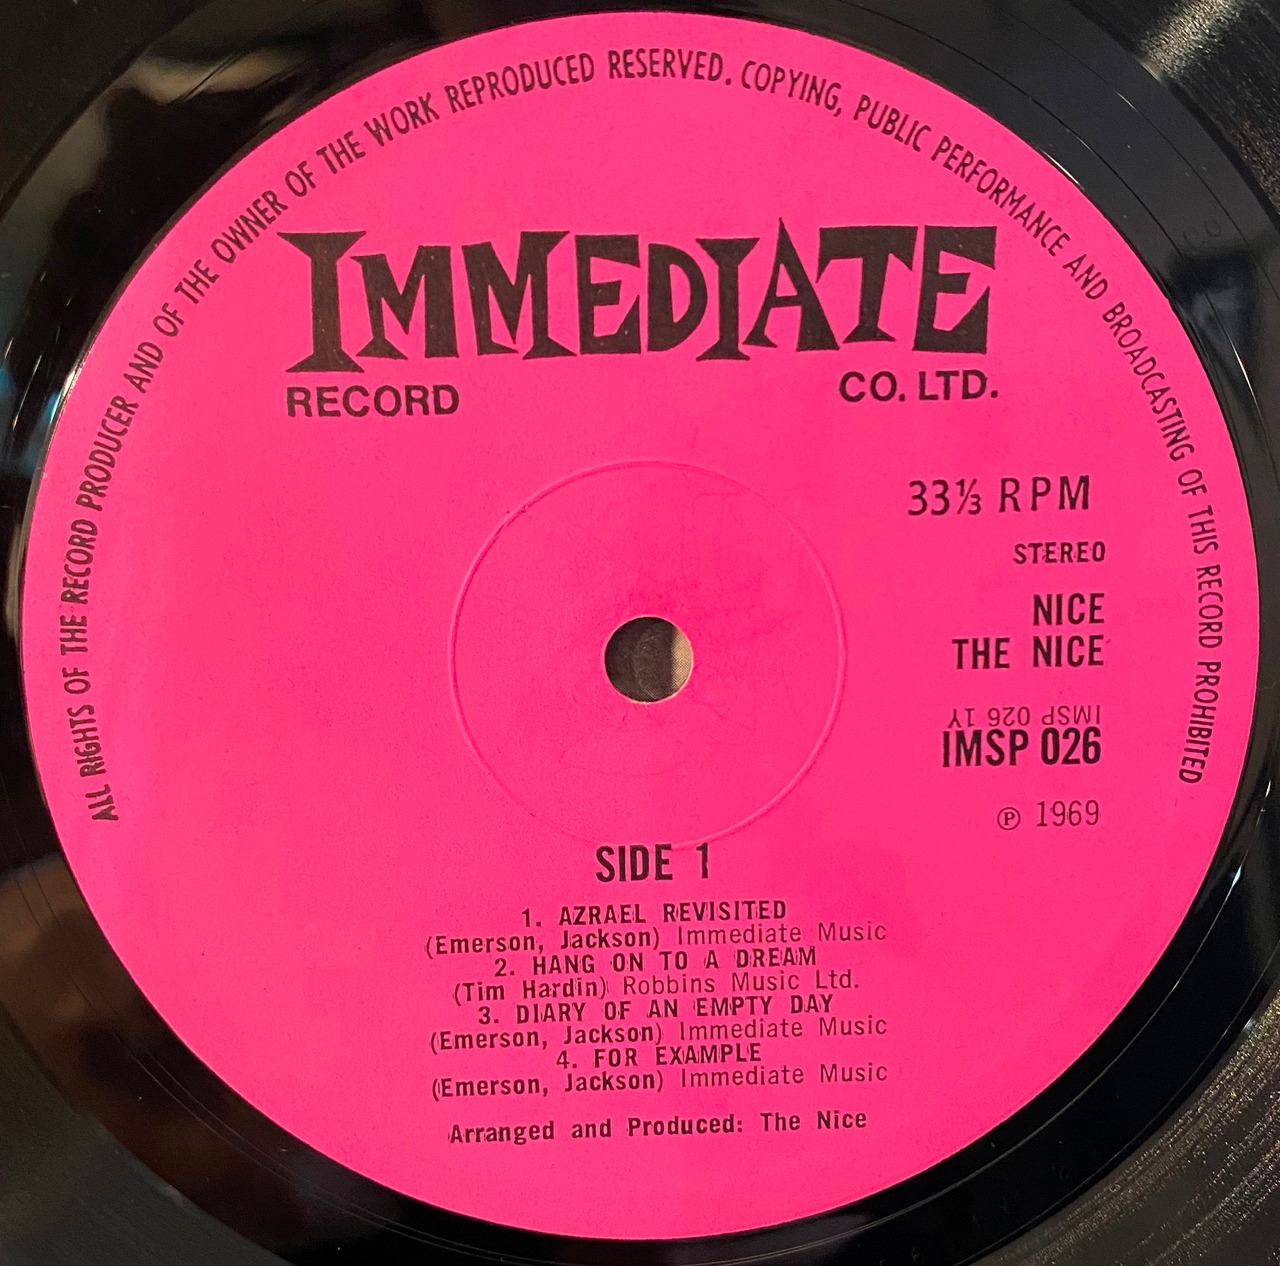 ALL RIGHTS OF THE RECORD PRODUCER AND OF THE OWNER OF THE WORK REPRODUCED RESERVED. COPYING, PUBLIC PERFORMANCE AND BROADCASTING OF THIS RECORD PROHIBITED
IMMEDIATE
RECORD CO. LTD.
33⅓ RPM
STEREO
NICE
THE NICE
IMSP 026 1Y
IMSP 026
℗ 1969
SIDE 1
1. AZRAEL REVISITED
(Emerson, Jackson) Immediate Music
2. HANG ON TO A DREAM
(Tim Hardin) Robbins Music Ltd.
3. DIARY OF AN EMPTY DAY
(Emerson, Jackson) Immediate Music
4. FOR EXAMPLE
(Emerson, Jackson) Immediate Music
Arranged and Produced: The Nice